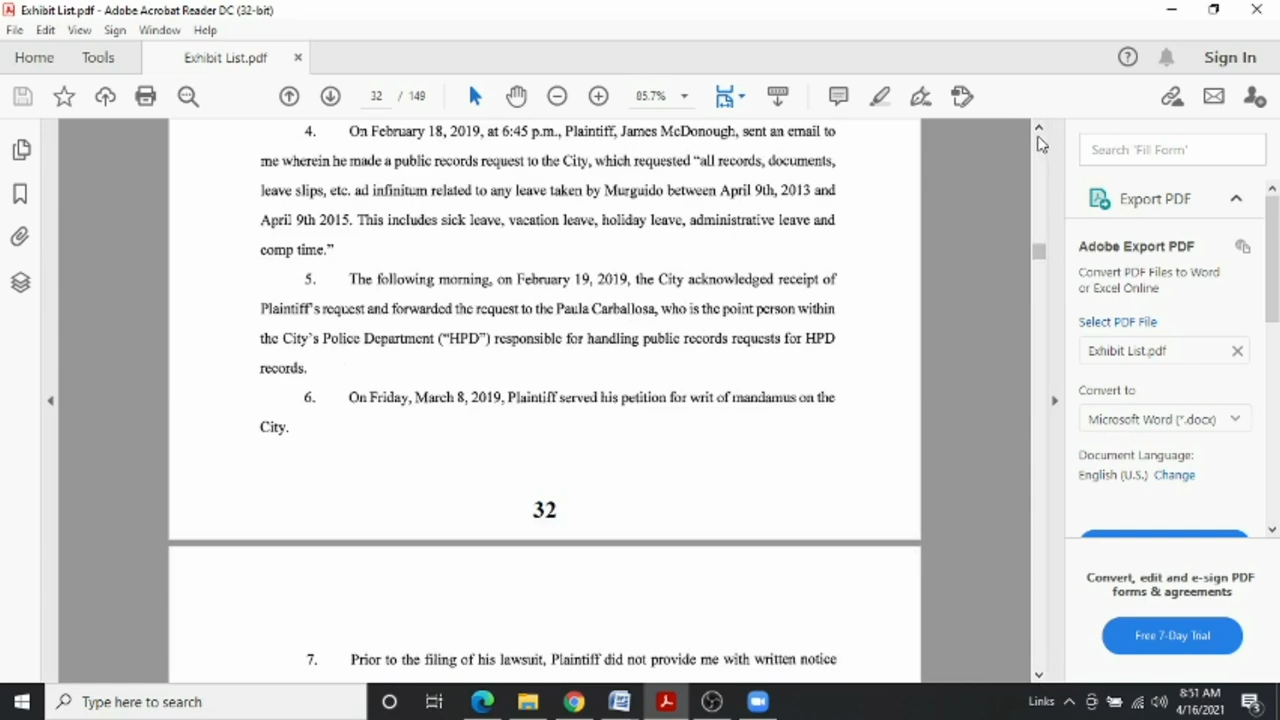 Exhibit List.pdf - Adobe Acrobat Reader DC (32-bit)
File Edit View Sign Window Help
Home Tools Exhibit List.pdf Sign In
32 / 149 85.7%
4. On February 18, 2019, at 6:45 p.m., Plaintiff, James McDonough, sent an email to
me wherein he made a public records request to the City, which requested “all records, documents,
leave slips, etc. ad infinitum related to any leave taken by Murguido between April 9th, 2013 and
April 9th 2015. This includes sick leave, vacation leave, holiday leave, administrative leave and
comp time.”
5. The following morning, on February 19, 2019, the City acknowledged receipt of
Plaintiff's request and forwarded the request to the Paula Carballosa, who is the point person within
the City's Police Department (“HPD”) responsible for handling public records requests for HPD
records.
6. On Friday, March 8, 2019, Plaintiff served his petition for writ of mandamus on the
City.
32
7. Prior to the filing of his lawsuit, Plaintiff did not provide me with written notice
Search 'Fill Form'
Export PDF
Adobe Export PDF
Convert PDF Files to Word
or Excel Online
Select PDF File
Exhibit List.pdf
Convert to
Microsoft Word (*.docx)
Document Language:
English (U.S.) Change
Convert, edit and e-sign PDF
forms & agreements
Free 7-Day Trial
Type here to search
Links
8:51 AM
4/16/2021
3